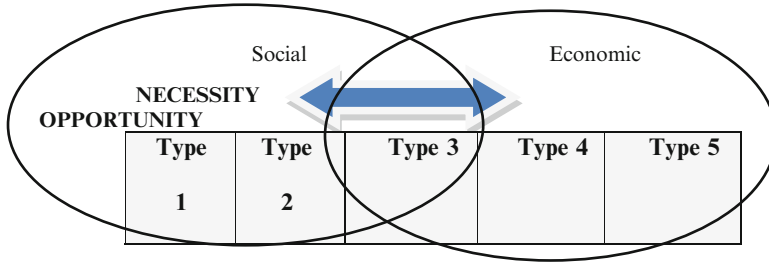 Social Economic
NECESSITY
OPPORTUNITY
Type Type Type 3 Type 4 Type 5
1 2